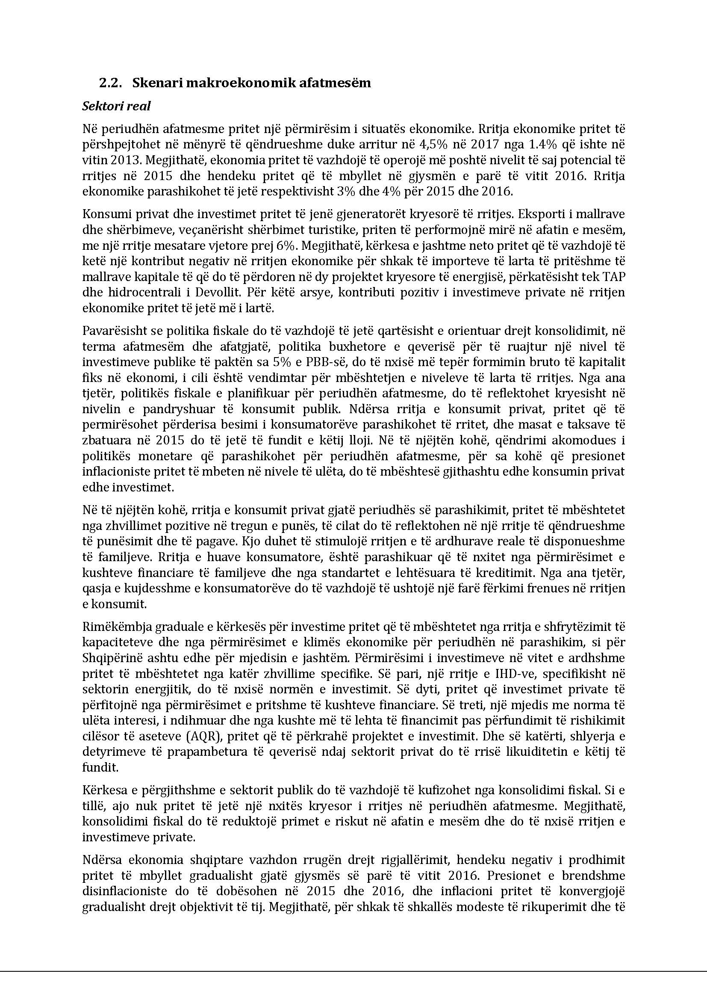 2.2. Skenari makroekonomik afatmesëm
Sektori real
Në periudhën afatmesme pritet një përmirësim i situatës ekonomike. Rritja ekonomike pritet të
përshpejtohet në mënyrë të qëndrueshme duke arritur në 4,5% në 2017 nga 1.4% që ishte në
vitin 2013. Megjithatë, ekonomia pritet të vazhdojë të operojë më poshtë nivelit të saj potencial të
rritjes në 2015 dhe hendeku pritet që të mbyllet në gjysmën e parë të vitit 2016. Rritja
ekonomike parashikohet të jetë respektivisht 3% dhe 4% për 2015 dhe 2016.
Konsumi privat dhe investimet pritet të jenë gjeneratorët kryesorë të rritjes. Eksporti i mallrave
dhe shërbimeve, veçanërisht shërbimet turistike, priten të performojnë mirë në afatin e mesëm,
me një rritje mesatare vjetore prej 6%. Megjithatë, kërkesa e jashtme neto pritet që të vazhdojë të
ketë një kontribut negativ në rritjen ekonomike për shkak të importeve të larta të pritëshme të
mallrave kapitale të që do të përdoren në dy projektet kryesore të energjisë, përkatësisht tek TAP
dhe hidrocentrali i Devollit. Për këtë arsye, kontributi pozitiv i investimeve private në rritjen
ekonomike pritet të jetë më i lartë.
Pavarësisht se politika fiskale do të vazhdojë të jetë qartësisht e orientuar drejt konsolidimit, në
terma afatmesëm dhe afatgjatë, politika buxhetore e qeverisë për të ruajtur një nivel të
investimeve publike të paktën sa 5% e PBB-së, do të nxisë më tepër formimin bruto të kapitalit
fiks në ekonomi, i cili është vendimtar për mbështetjen e niveleve të larta të rritjes. Nga ana
tjetër, politikës fiskale e planifikuar për periudhën afatmesme, do të reflektohet kryesisht në
nivelin e pandryshuar të konsumit publik. Ndërsa rritja e konsumit privat, pritet që të
permirësohet përderisa besimi i konsumatorëve parashikohet të rritet, dhe masat e taksave të
zbatuara në 2015 do të jetë të fundit e këtij lloji. Në të njëjtën kohë, qëndrimi akomodues i
politikës monetare që parashikohet për periudhën afatmesme, për sa kohë që presionet
inflacioniste pritet të mbeten në nivele të ulëta, do të mbështesë gjithashtu edhe konsumin privat
edhe investimet.
Në të njëjtën kohë, rritja e konsumit privat gjatë periudhës së parashikimit, pritet të mbështetet
nga zhvillimet pozitive në tregun e punës, të cilat do të reflektohen në një rritje të qëndrueshme
të punësimit dhe të pagave. Kjo duhet të stimulojë rritjen e të ardhurave reale të disponueshme
të familjeve. Rritja e huave konsumatore, është parashikuar që të nxitet nga përmirësimet e
kushteve financiare të familjeve dhe nga standartet e lehtësuara të kreditimit. Nga ana tjetër,
qasja e kujdesshme e konsumatorëve do të vazhdojë të ushtojë një farë fërkimi frenues në rritjen
e konsumit.
Rimëkëmbja graduale e kërkesës për investime pritet që të mbështetet nga rritja e shfrytëzimit të
kapaciteteve dhe nga përmirësimet e klimës ekonomike për periudhën në parashikim, si për
Shqipërinë ashtu edhe për mjedisin e jashtëm. Përmirësimi i investimeve në vitet e ardhshme
pritet të mbështetet nga katër zhvillime specifike. Së pari, një rritje e IHD-ve, specifikisht në
sektorin energjitik, do të nxisë normën e investimit. Së dyti, pritet që investimet private të
përfitojnë nga përmirësimet e pritshme të kushteve financiare. Së treti, një mjedis me norma të
ulëta interesi, i ndihmuar dhe nga kushte më të lehta të financimit pas përfundimit të rishikimit
cilësor të aseteve (AQR), pritet që të përkrahë projektet e investimit. Dhe së katërti, shlyerja e
detyrimeve të prapambetura të qeverisë ndaj sektorit privat do të rrisë likuiditetin e këtij të
fundit.
Kërkesa e përgjithshme e sektorit publik do të vazhdojë të kufizohet nga konsolidimi fiskal. Si e
tillë, ajo nuk pritet të jetë një nxitës kryesor i rritjes në periudhën afatmesme. Megjithatë,
konsolidimi fiskal do të reduktojë primet e riskut në afatin e mesëm dhe do të nxisë rritjen e
investimeve private.
Ndërsa ekonomia shqiptare vazhdon rrugën drejt rigjallërimit, hendeku negativ i prodhimit
pritet të mbyllet gradualisht gjatë gjysmës së parë të vitit 2016. Presionet e brendshme
disinflacioniste do të dobësohen në 2015 dhe 2016, dhe inflacioni pritet të konvergjojë
gradualisht drejt objektivit të tij. Megjithatë, për shkak të shkallës modeste të rikuperimit dhe të